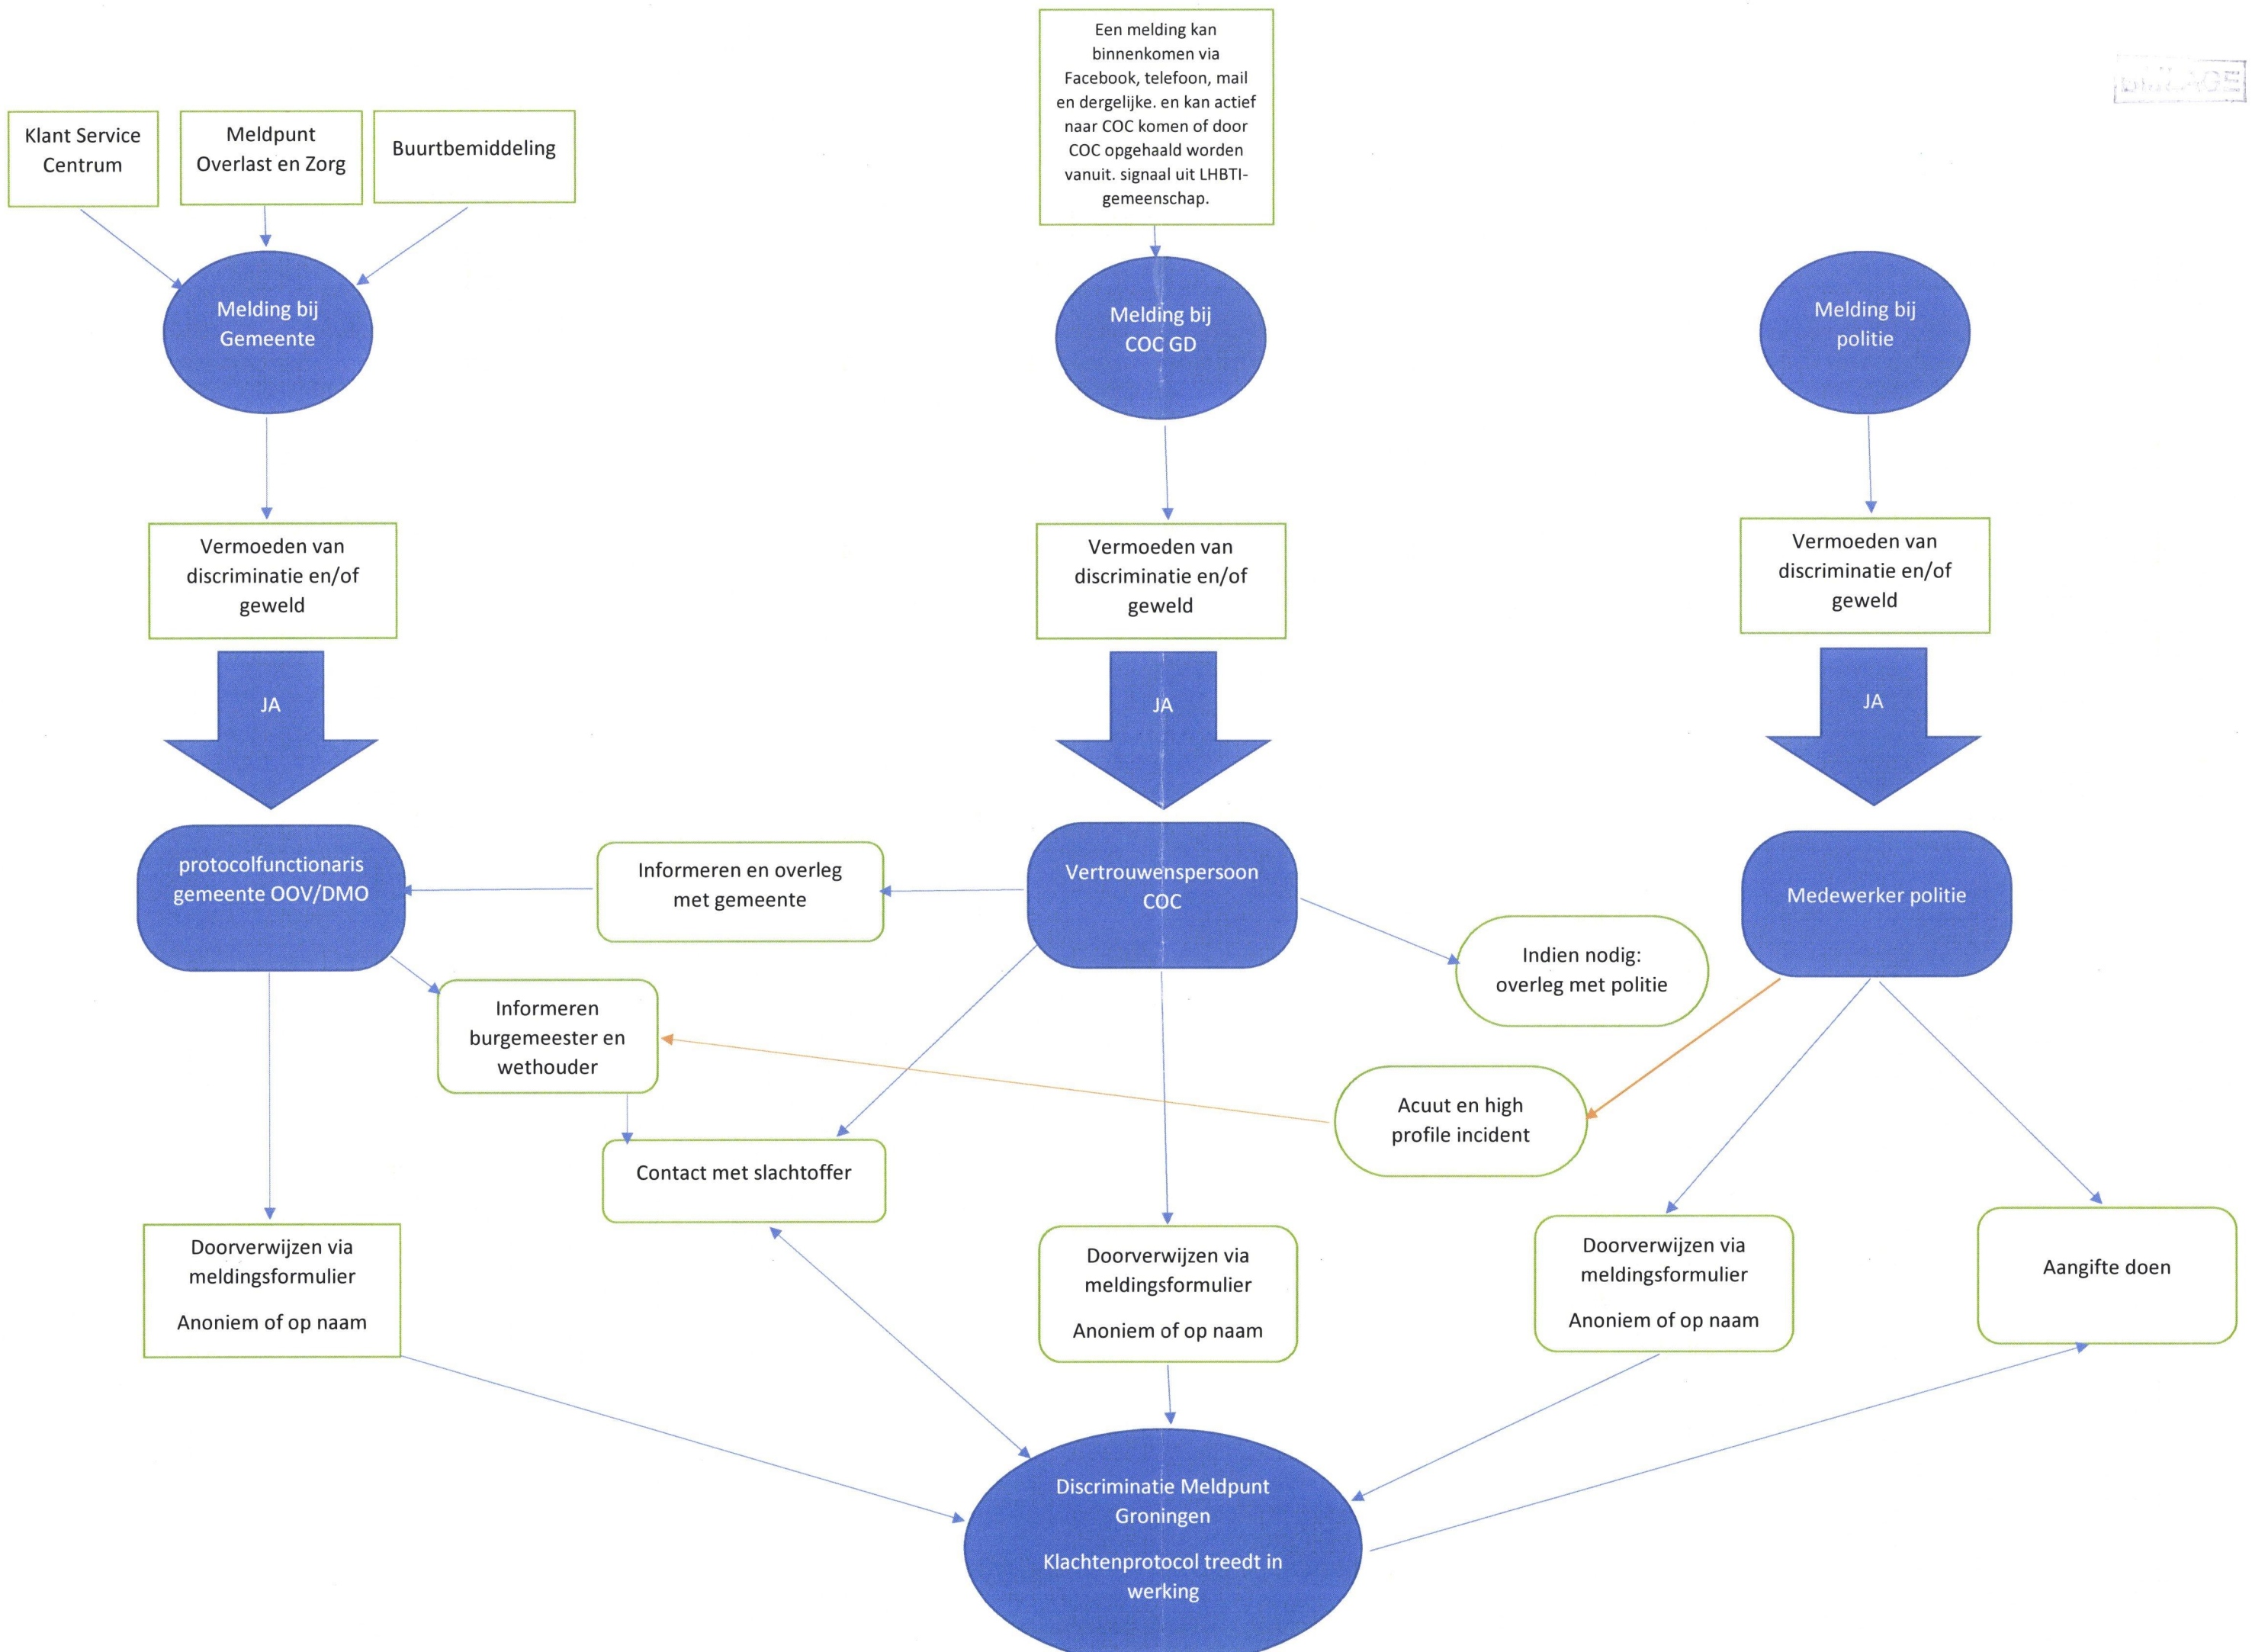 Een melding kan
binnenkomen via
Facebook, telefoon, mail
en dergelijke. en kan actief
naar COC komen of door
COC opgehaald worden
vanuit. signaal uit LHBTI-
gemeenschap.
Klant Service
Centrum
Meldpunt
Overlast en Zorg
Buurtbemiddeling
Melding bij
Gemeente
Melding bij
COC GD
Melding bij
politie
Vermoeden van
discriminatie en/of
geweld
Vermoeden van
discriminatie en/of
geweld
Vermoeden van
discriminatie en/of
geweld
JA
JA
JA
protocolfunctionaris
gemeente OOV/DMO
Informeren en overleg
met gemeente
Vertrouwenspersoon
COC
Medewerker politie
Indien nodig:
overleg met politie
Informeren
burgemeester en
wethouder
Acuut en high
profile incident
Contact met slachtoffer
Doorverwijzen via
meldingsformulier
Anoniem of op naam
Doorverwijzen via
meldingsformulier
Anoniem of op naam
Doorverwijzen via
meldingsformulier
Anoniem of op naam
Aangifte doen
Discriminatie Meldpunt
Groningen
Klachtenprotocol treedt in
werking